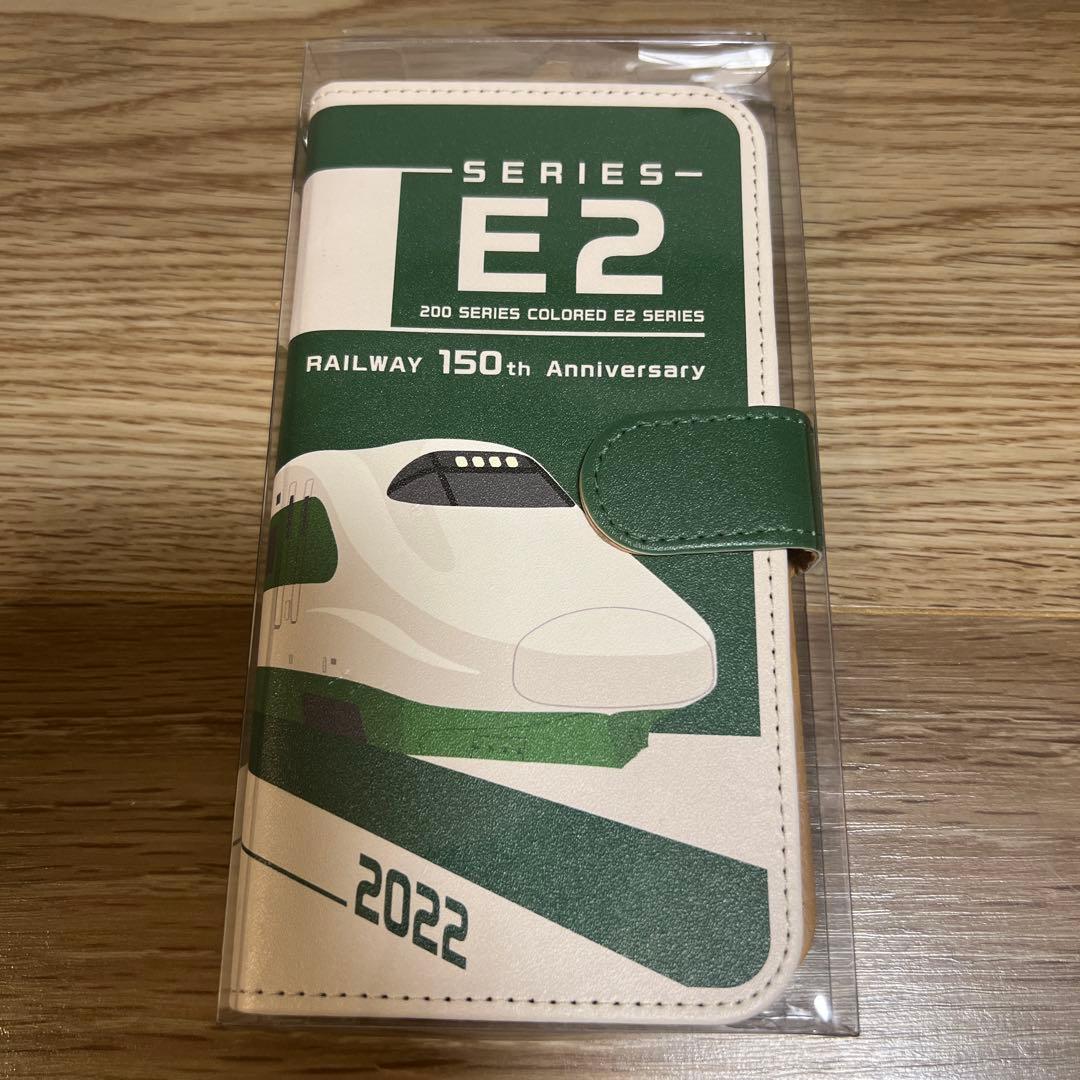 SERIES
E2
200 SERIES COLORED E2 SERIES
RAILWAY 150th Anniversary
2022